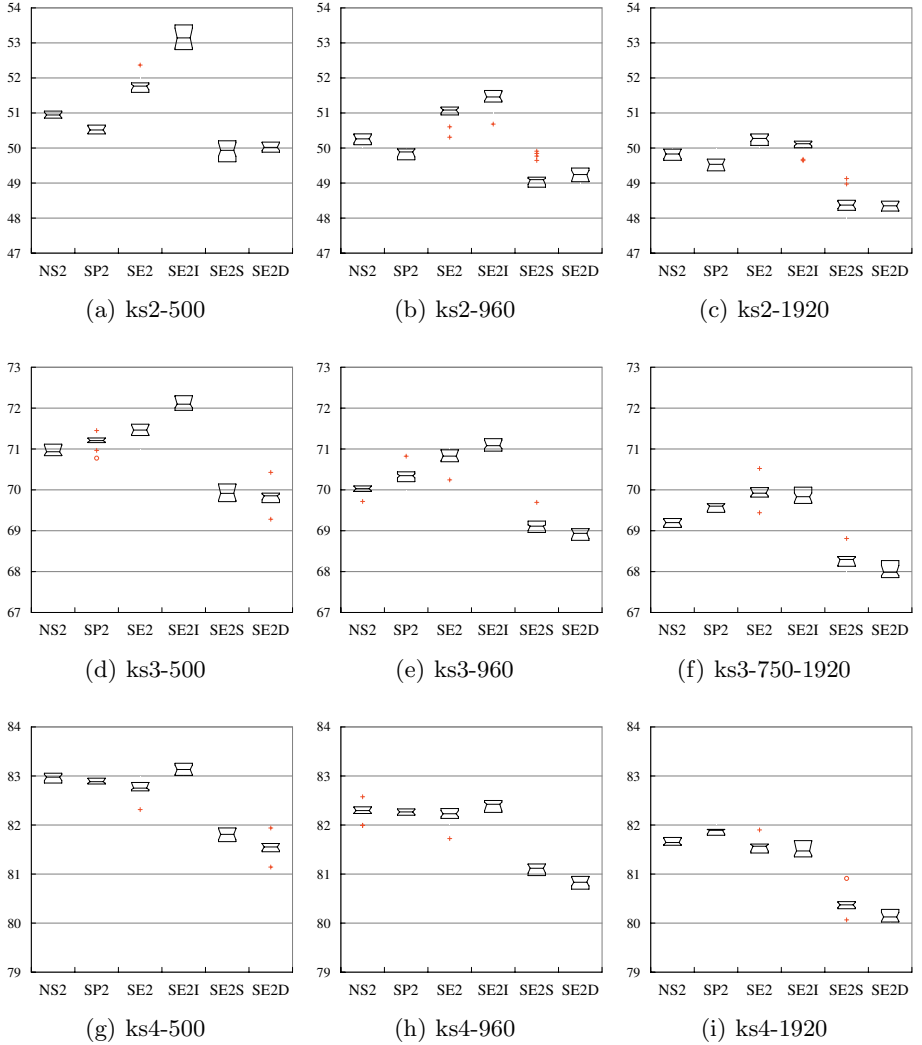 54 54 54
53 53 53
52 52 52
51 51 51
50 50 50
49 49 49
48 48 48
47 47 47
NS2 SP2 SE2 SE2I SE2S SE2D NS2 SP2 SE2 SE2I SE2S SE2D NS2 SP2 SE2 SE2I SE2S SE2D
(a) ks2-500 (b) ks2-960 (c) ks2-1920
73 73 73
72 72 72
71 71 71
70 70 70
69 69 69
68 68 68
67 67 67
NS2 SP2 SE2 SE2I SE2S SE2D NS2 SP2 SE2 SE2I SE2S SE2D NS2 SP2 SE2 SE2I SE2S SE2D
(d) ks3-500 (e) ks3-960 (f) ks3-750-1920
84 84 84
83 83 83
82 82 82
81 81 81
80 80 80
79 79 79
NS2 SP2 SE2 SE2I SE2S SE2D NS2 SP2 SE2 SE2I SE2S SE2D NS2 SP2 SE2 SE2I SE2S SE2D
(g) ks4-500 (h) ks4-960 (i) ks4-1920